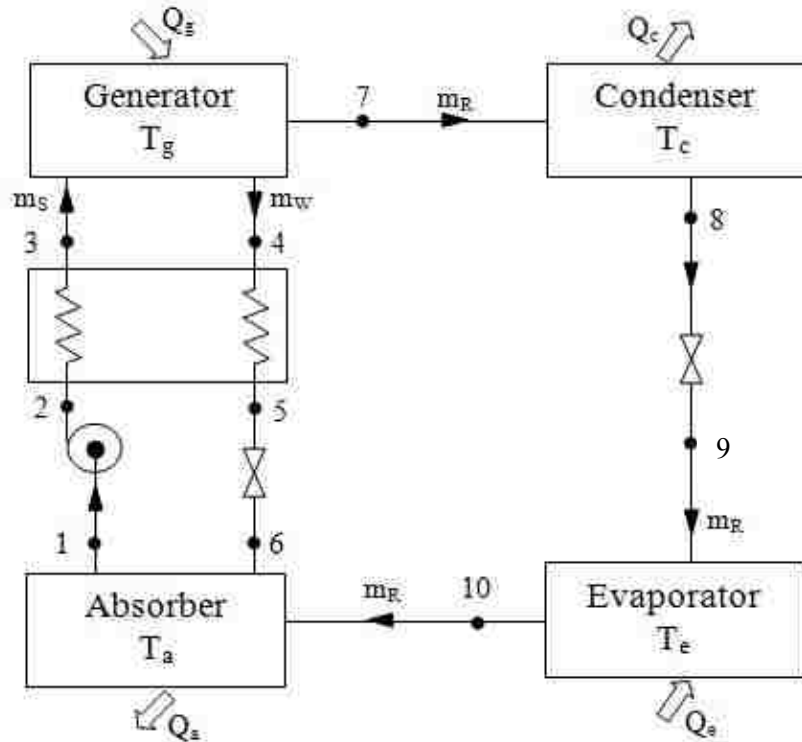 Qg
Qc
Generator
Tg
7
mR
Condenser
Tc
mS
mW
3
4
8
2
5
9
1
6
mR
Absorber
Ta
mR
10
Evaporator
Te
Qa
Qe